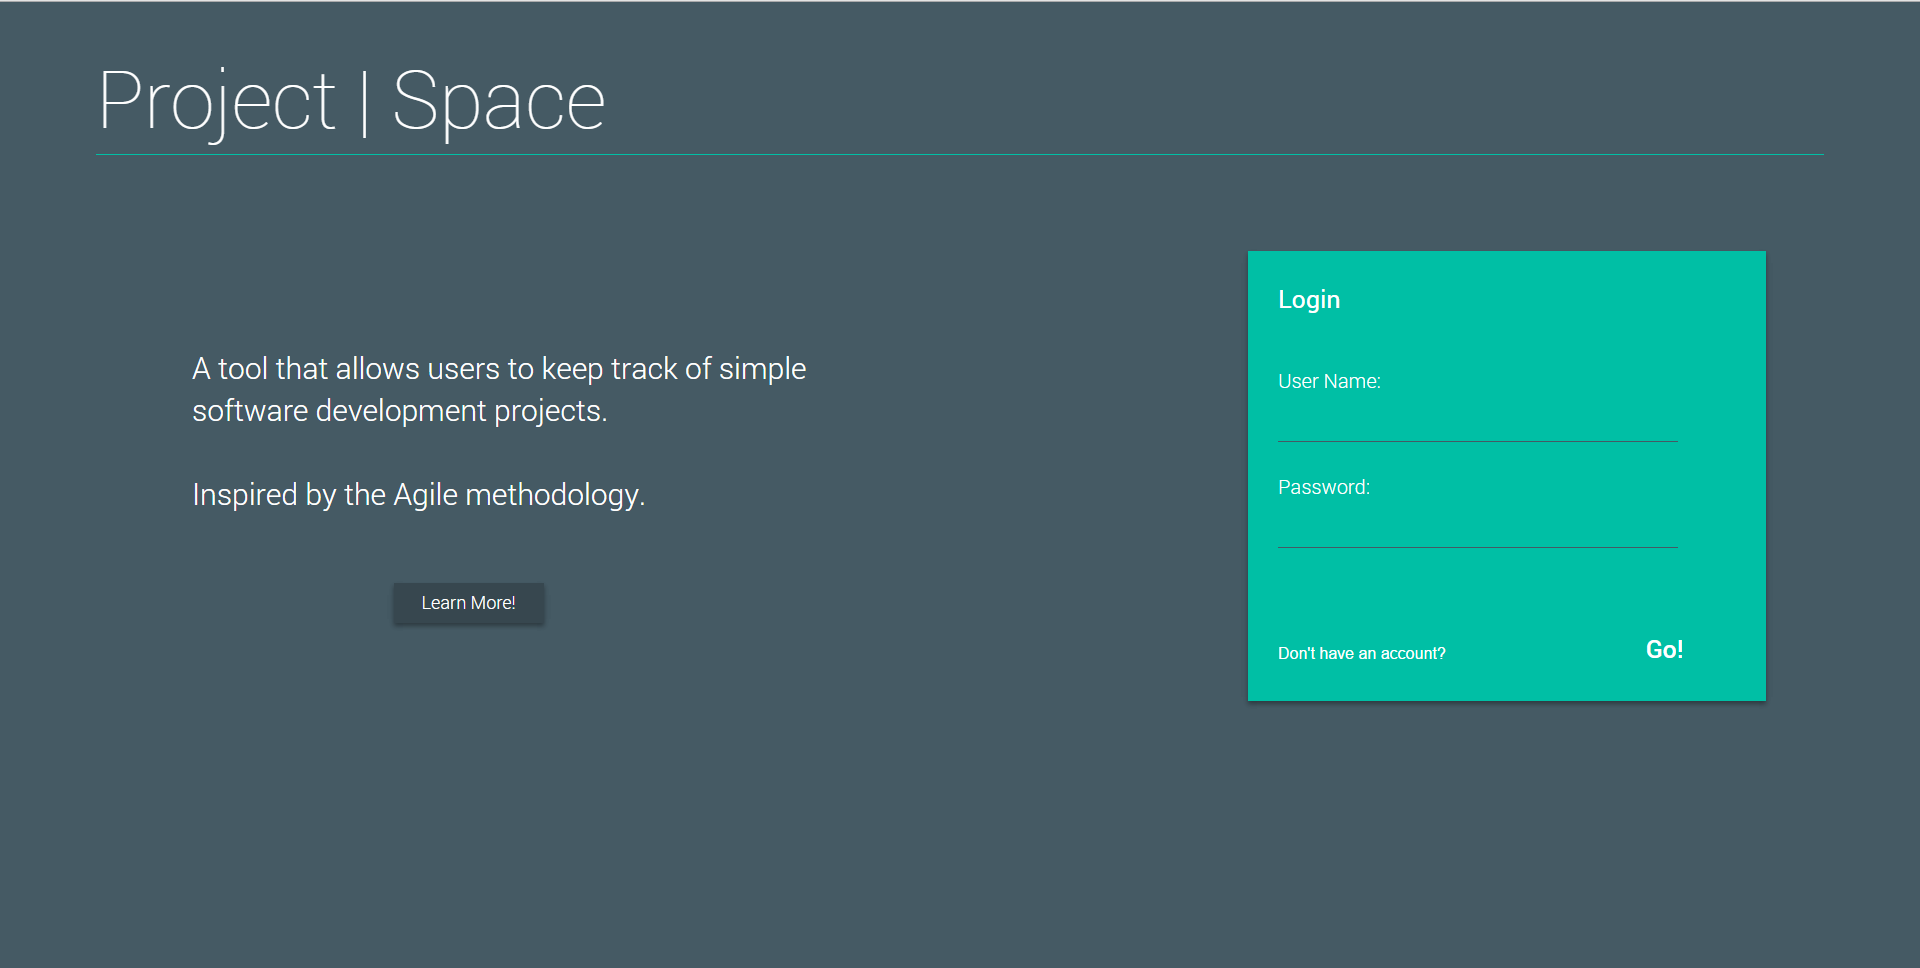 Project | Space
A tool that allows users to keep track of simple
software development projects.
Inspired by the Agile methodology.
Learn More!
Login
User Name:
Password:
Don't have an account?
Go!